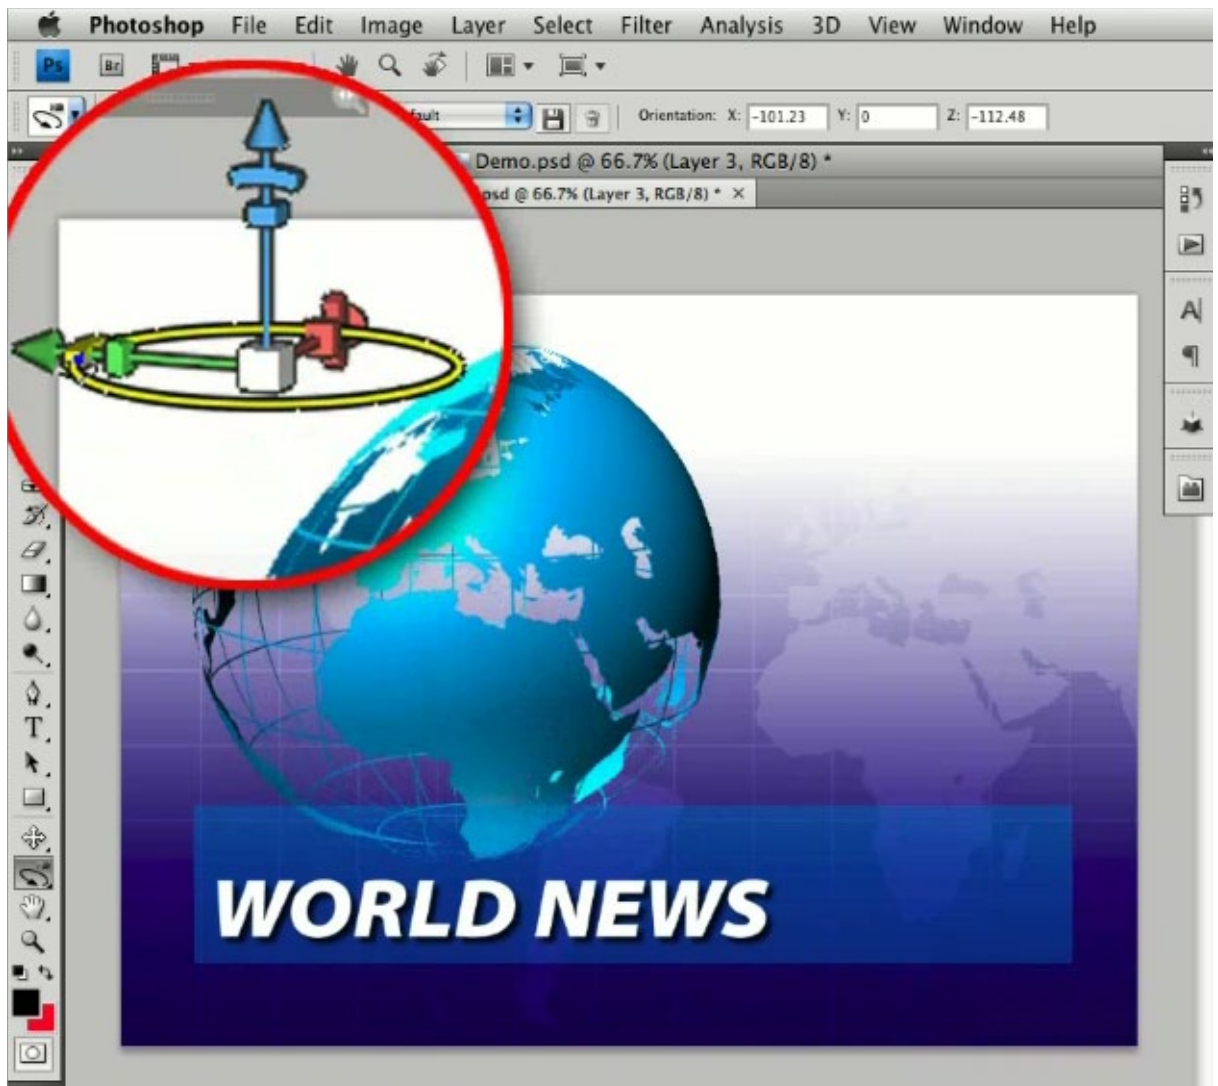 Photoshop File Edit Image Layer Select Filter Analysis 3D View Window Help
Ps Br
fault Orientation: X: -101.23 Y: 0 Z: -112.48
Demo.psd @ 66.7% (Layer 3, RGB/8) *
psd @ 66.7% (Layer 3, RGB/8) * ×
A
T
WORLD NEWS